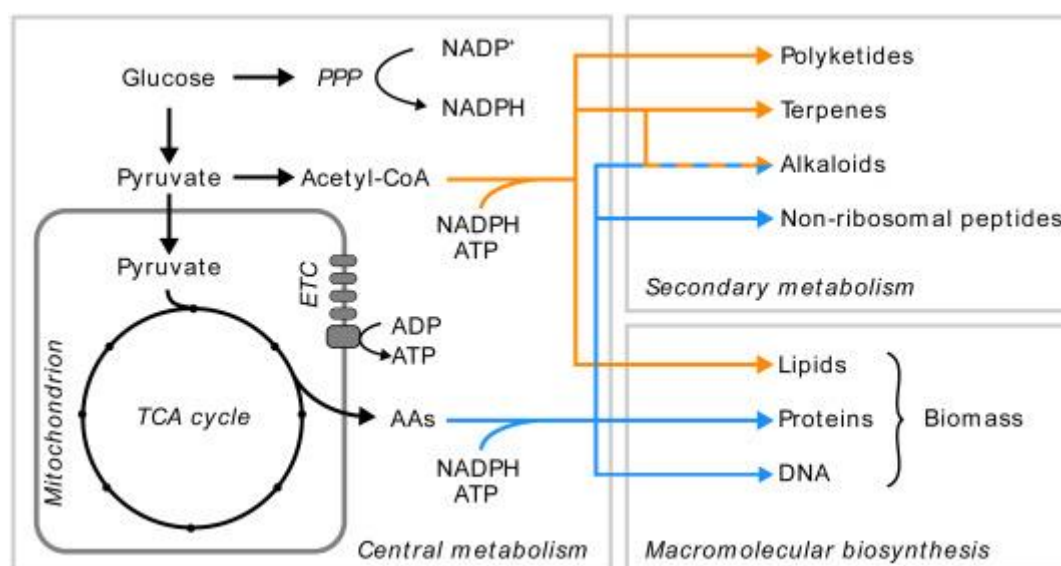 Glucose
PPP
NADP+
NADPH
Pyruvate
Acetyl-CoA
NADPH
ATP
Pyruvate
ETC
ADP
ATP
Mitochondrion
TCA cycle
AAs
NADPH
ATP
Central metabolism
Polyketides
Terpenes
Alkaloids
Non-ribosomal peptides
Secondary metabolism
Lipids
Proteins
Biomass
DNA
Macromolecular biosynthesis